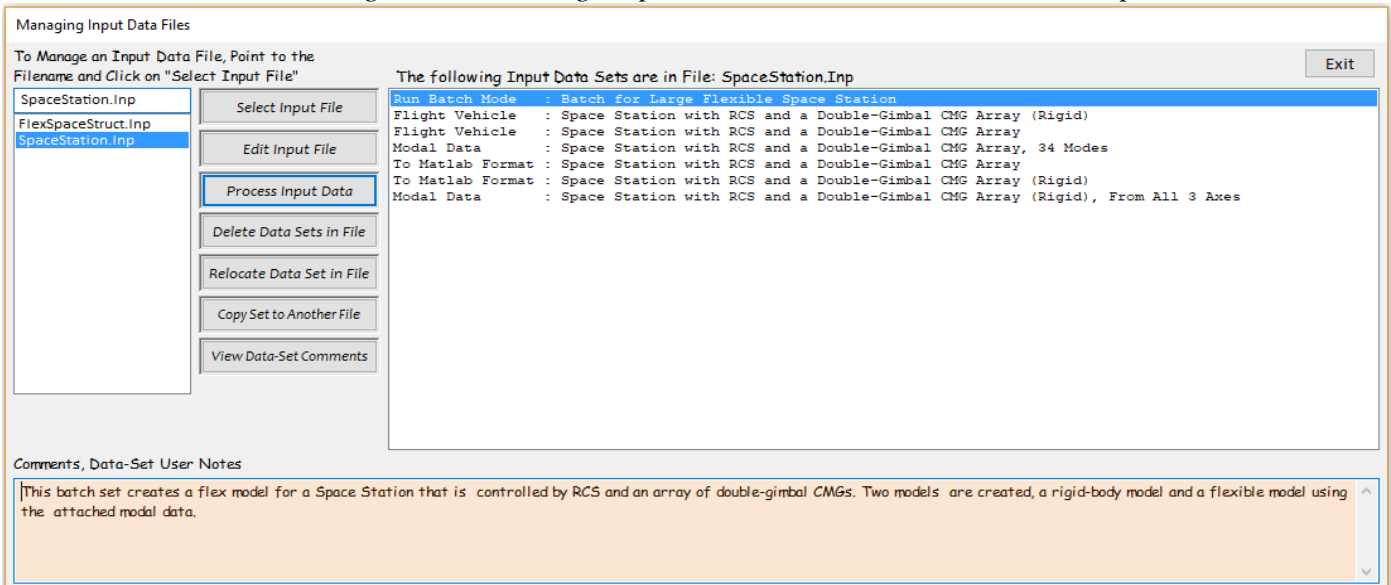 Managing Input Data Files
To Manage an Input Data File, Point to the
Filename and Click on "Select Input File"
SpaceStation.Inp
FlexSpaceStruct.Inp
SpaceStation.Inp
Select Input File
Edit Input File
Process Input Data
Delete Data Sets in File
Relocate Data Set in File
Copy Set to Another File
View Data-Set Comments
The following Input Data Sets are in File: SpaceStation.Inp
Exit
Run Batch Mode : Batch for Large Flexible Space Station
Flight Vehicle : Space Station with RCS and a Double-Gimbal CMG Array (Rigid)
Flight Vehicle : Space Station with RCS and a Double-Gimbal CMG Array
Modal Data : Space Station with RCS and a Double-Gimbal CMG Array, 34 Modes
To Matlab Format : Space Station with RCS and a Double-Gimbal CMG Array
To Matlab Format : Space Station with RCS and a Double-Gimbal CMG Array (Rigid)
Modal Data : Space Station with RCS and a Double-Gimbal CMG Array (Rigid), From All 3 Axes
Comments, Data-Set User Notes
This batch set creates a flex model for a Space Station that is controlled by RCS and an array of double-gimbal CMGs. Two models are created, a rigid-body model and a flexible model using
the attached modal data.